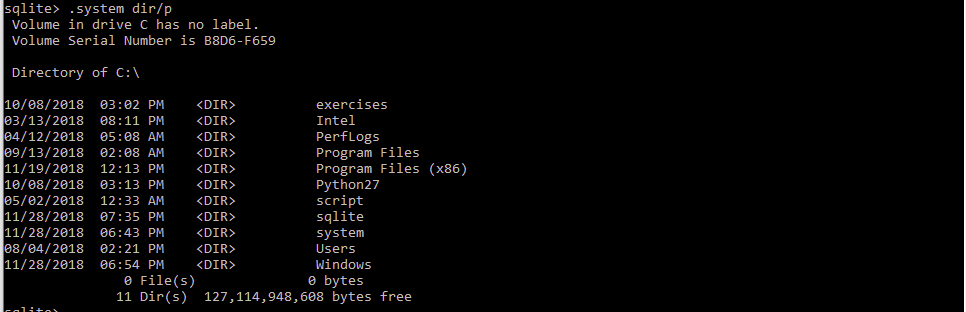 sqlite> .system dir/p
 Volume in drive C has no label.
 Volume Serial Number is B8D6-F659

 Directory of C:\

10/08/2018  03:02 PM    <DIR>          exercises
03/13/2018  08:11 PM    <DIR>          Intel
04/12/2018  05:08 AM    <DIR>          PerfLogs
09/13/2018  02:08 AM    <DIR>          Program Files
11/19/2018  12:13 PM    <DIR>          Program Files (x86)
10/08/2018  03:13 PM    <DIR>          Python27
05/02/2018  12:33 AM    <DIR>          script
11/28/2018  07:35 PM    <DIR>          sqlite
11/28/2018  06:43 PM    <DIR>          system
08/04/2018  02:21 PM    <DIR>          Users
11/28/2018  06:54 PM    <DIR>          Windows
               0 File(s)              0 bytes
              11 Dir(s)  127,114,948,608 bytes free
sqlite>